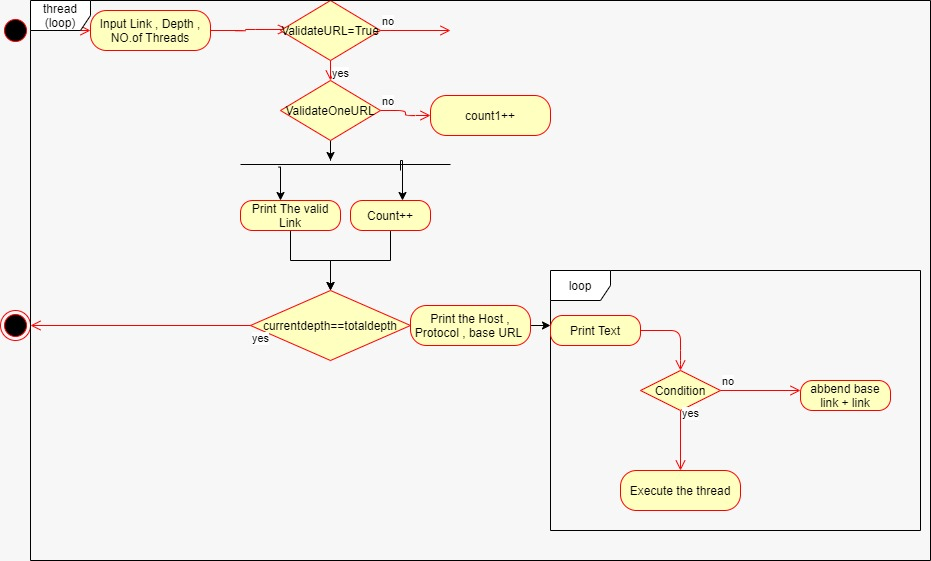 thread
(loop)
Input Link , Depth ,
NO.of Threads
ValidateURL=True
no
yes
ValidateOneURL
no
count1++
Print The valid
Link
Count++
currentdepth==totaldepth
yes
Print the Host ,
Protocol , base URL
loop
Print Text
Condition
no
abbend base
link + link
yes
Execute the thread